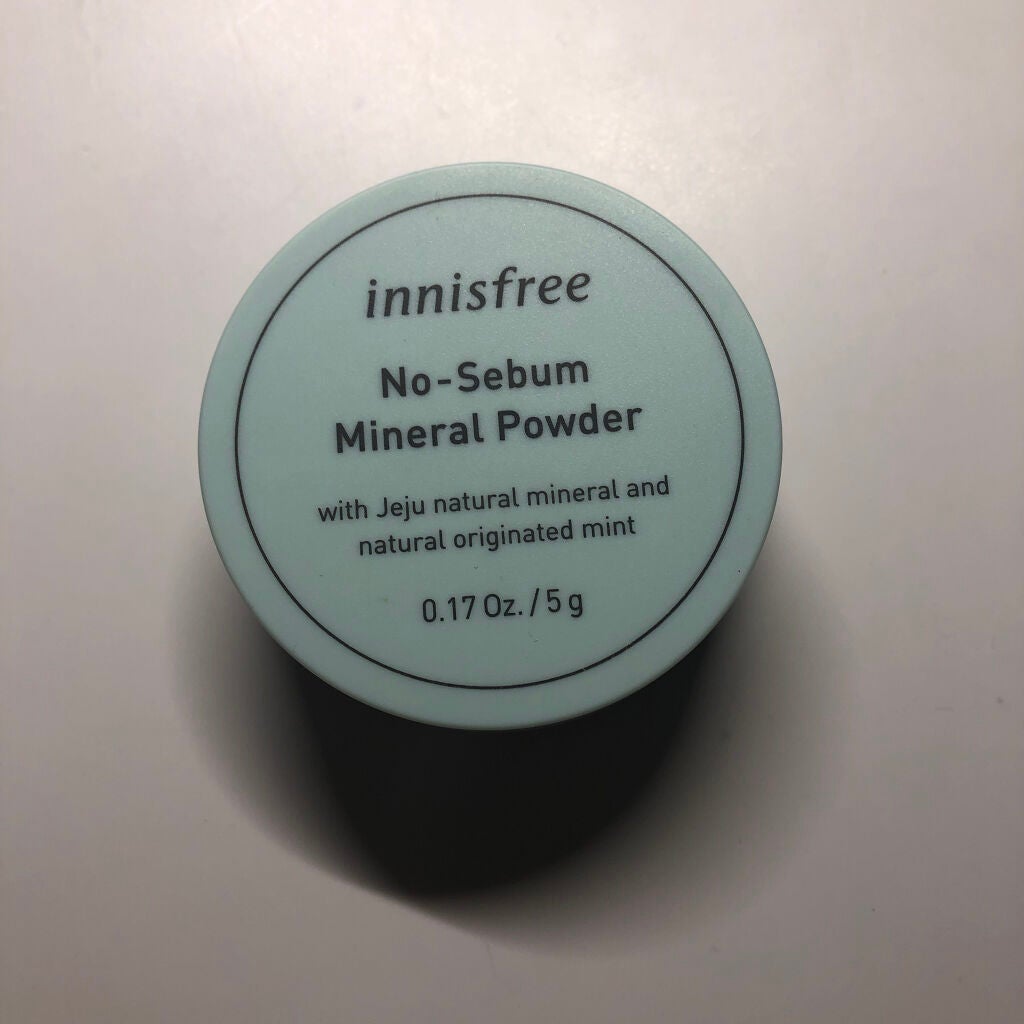 innisfree
No-Sebum
Mineral Powder
with Jeju natural mineral and
natural originated mint
0.17 Oz. / 5 g